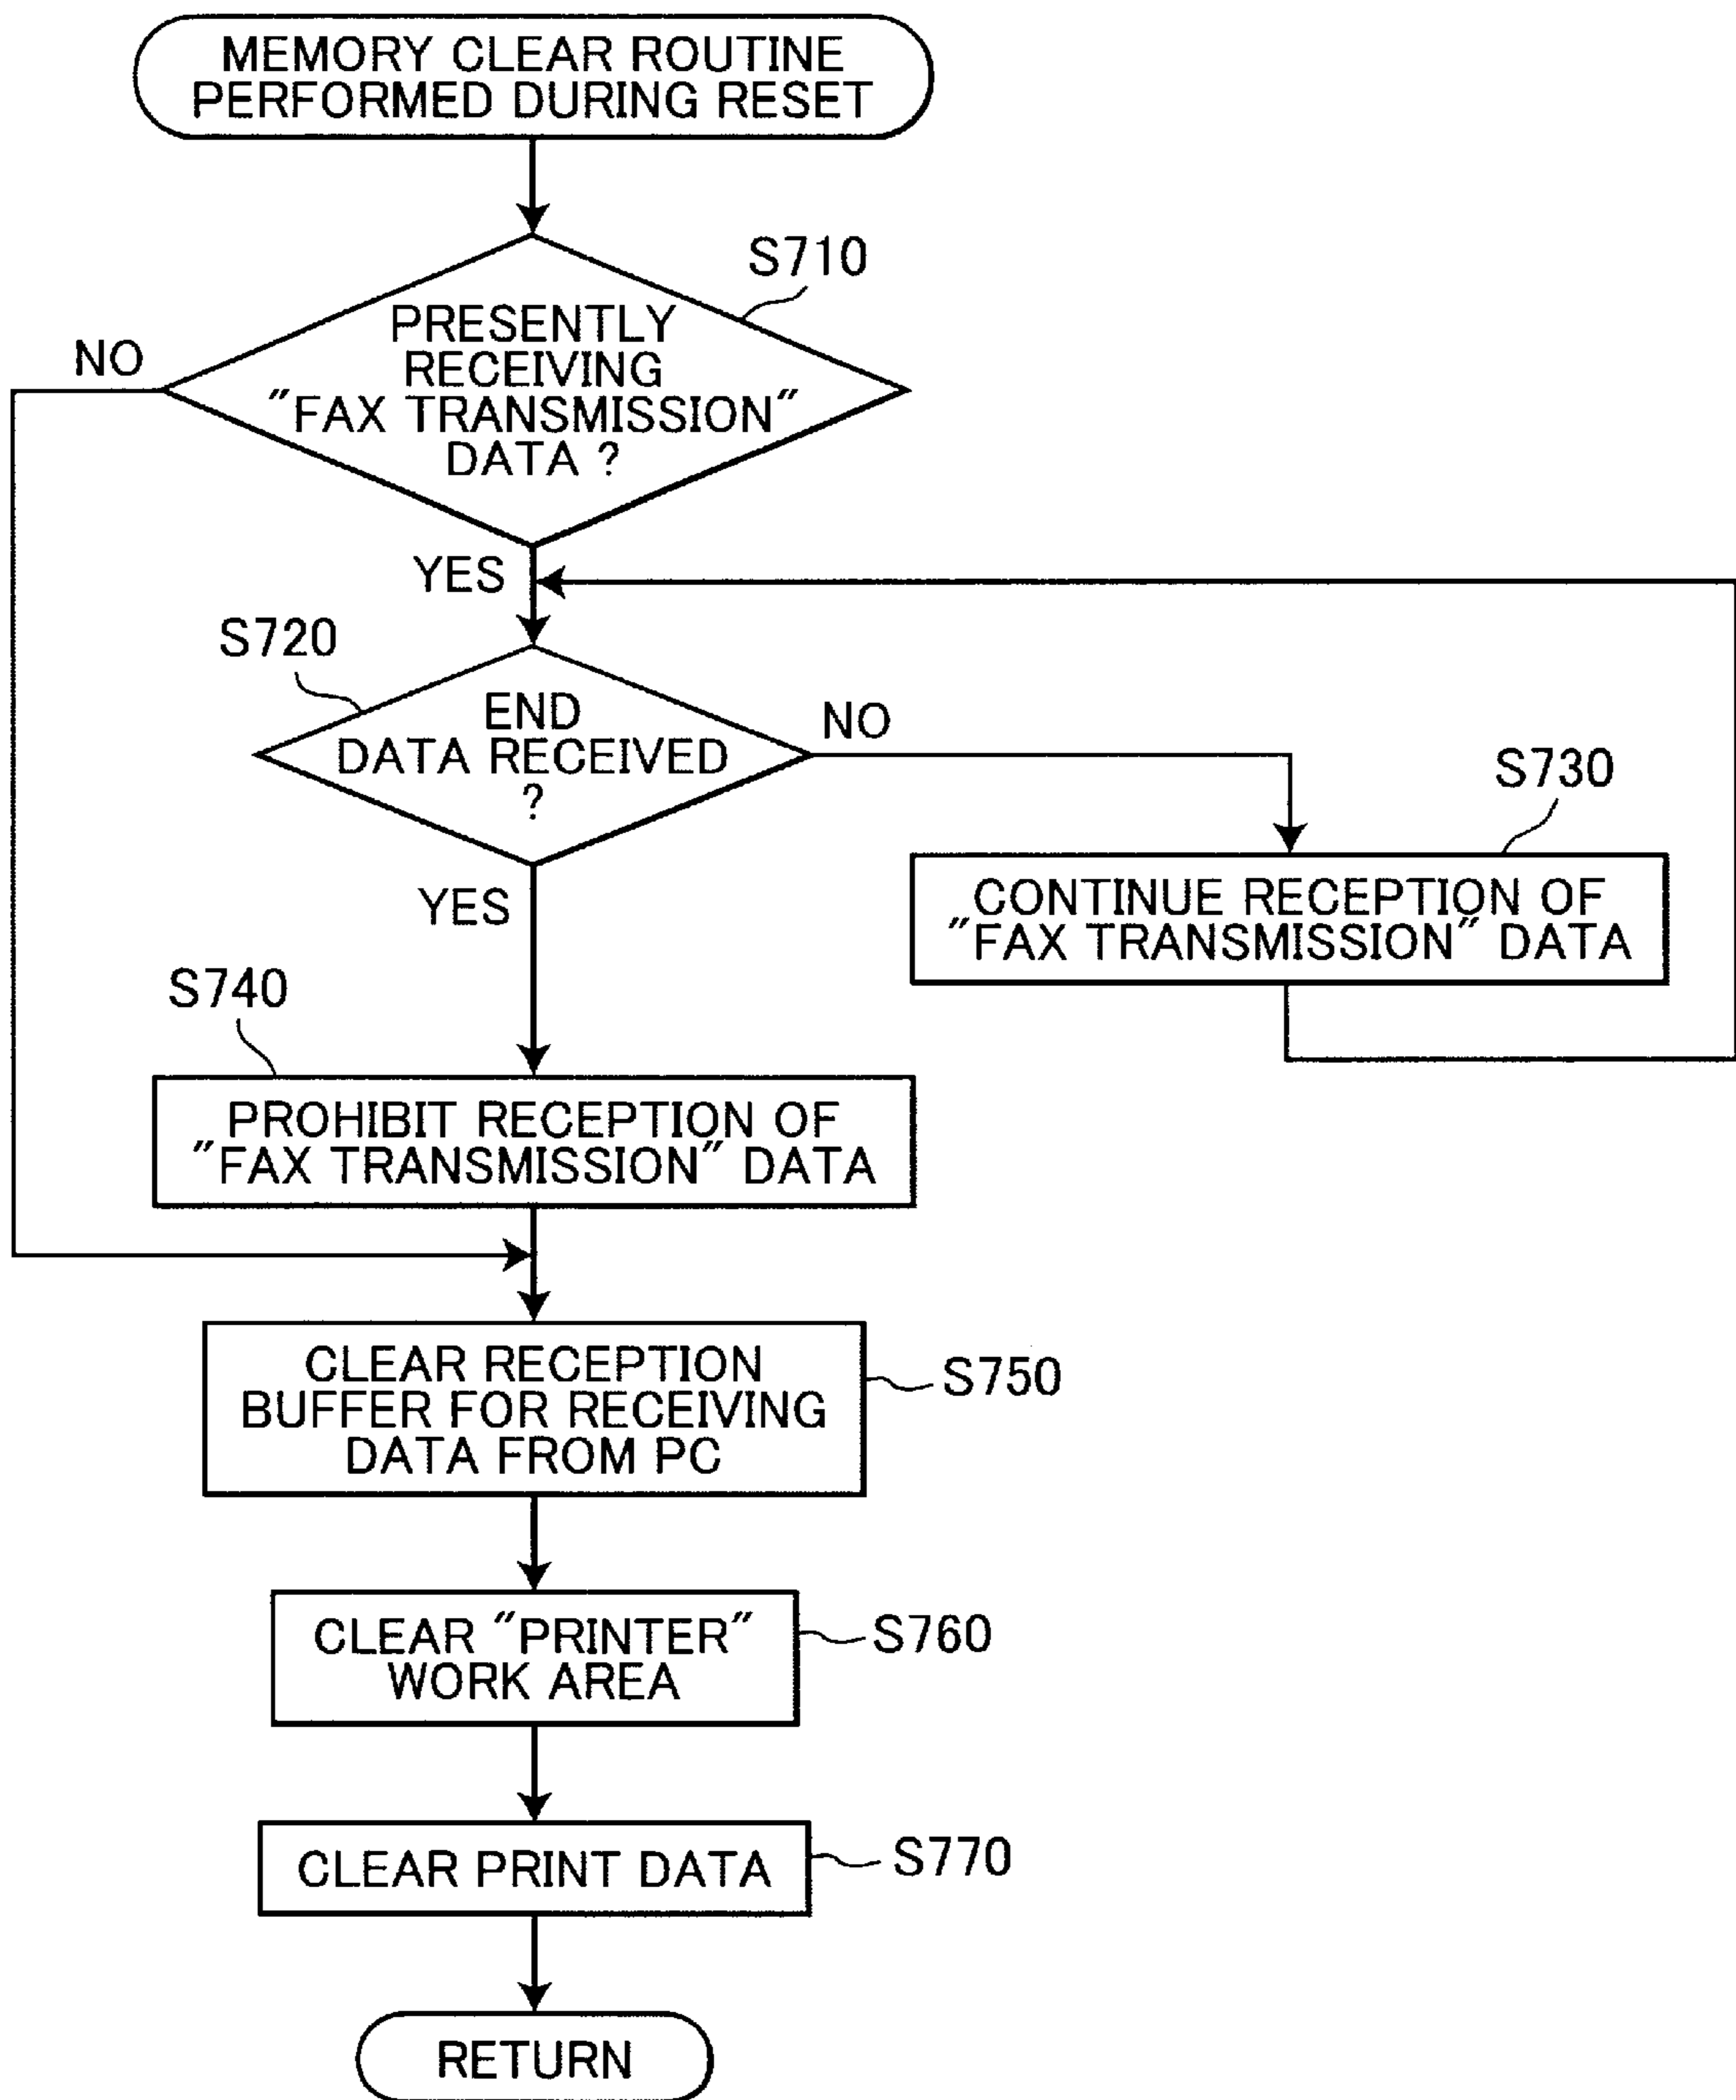 MEMORY CLEAR ROUTINE
PERFORMED DURING RESET
S710
PRESENTLY
RECEIVING
"FAX TRANSMISSION"
DATA ?
NO
YES
S720
END
DATA RECEIVED
?
NO
S730
CONTINUE RECEPTION OF
"FAX TRANSMISSION" DATA
YES
S740
PROHIBIT RECEPTION OF
"FAX TRANSMISSION" DATA
CLEAR RECEPTION
BUFFER FOR RECEIVING
DATA FROM PC
S750
CLEAR "PRINTER"
WORK AREA
S760
CLEAR PRINT DATA
S770
RETURN